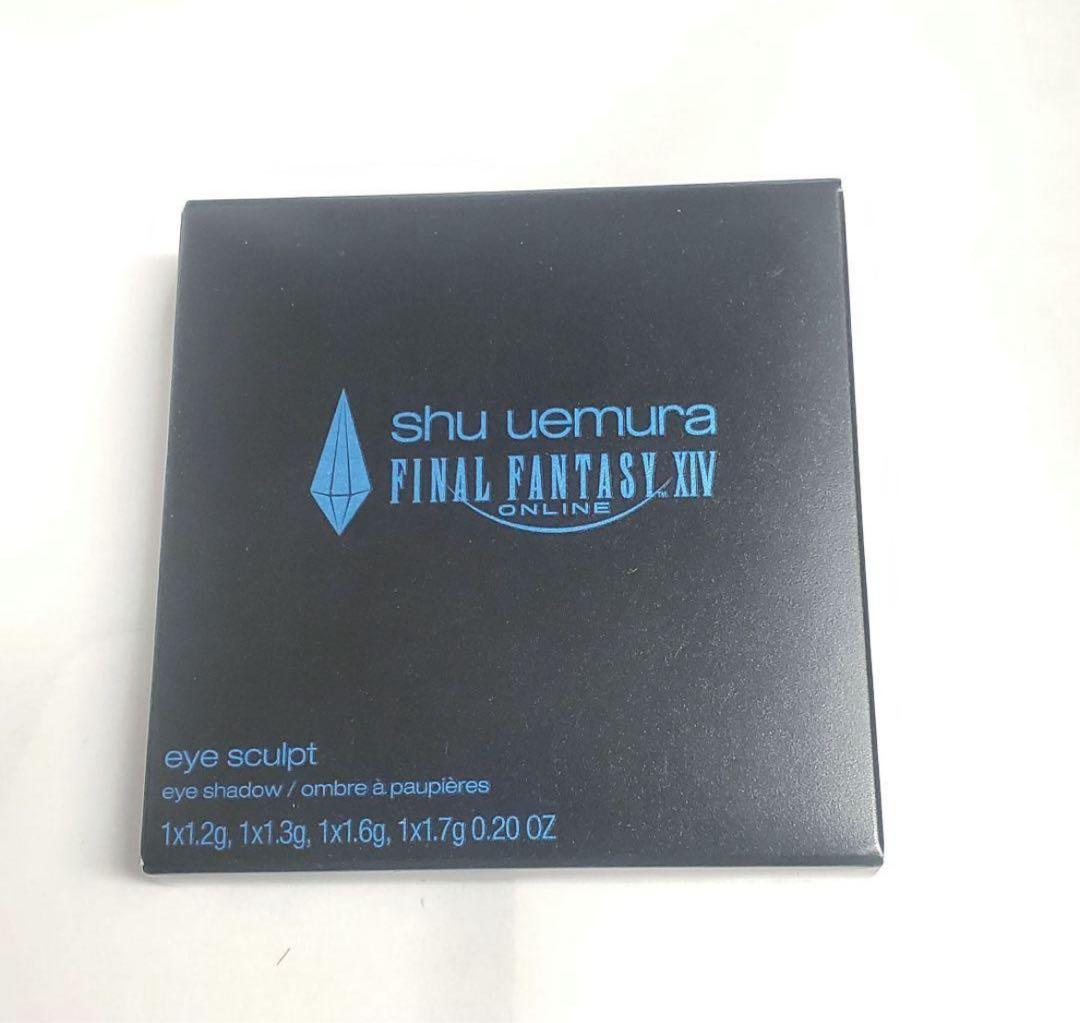 shu uemura
FINAL FANTASY™ XIV
ONLINE
eye sculpt
eye shadow / ombre à paupières
1x1.2g, 1x1.3g, 1x1.6g, 1x1.7g 0.20 OZ